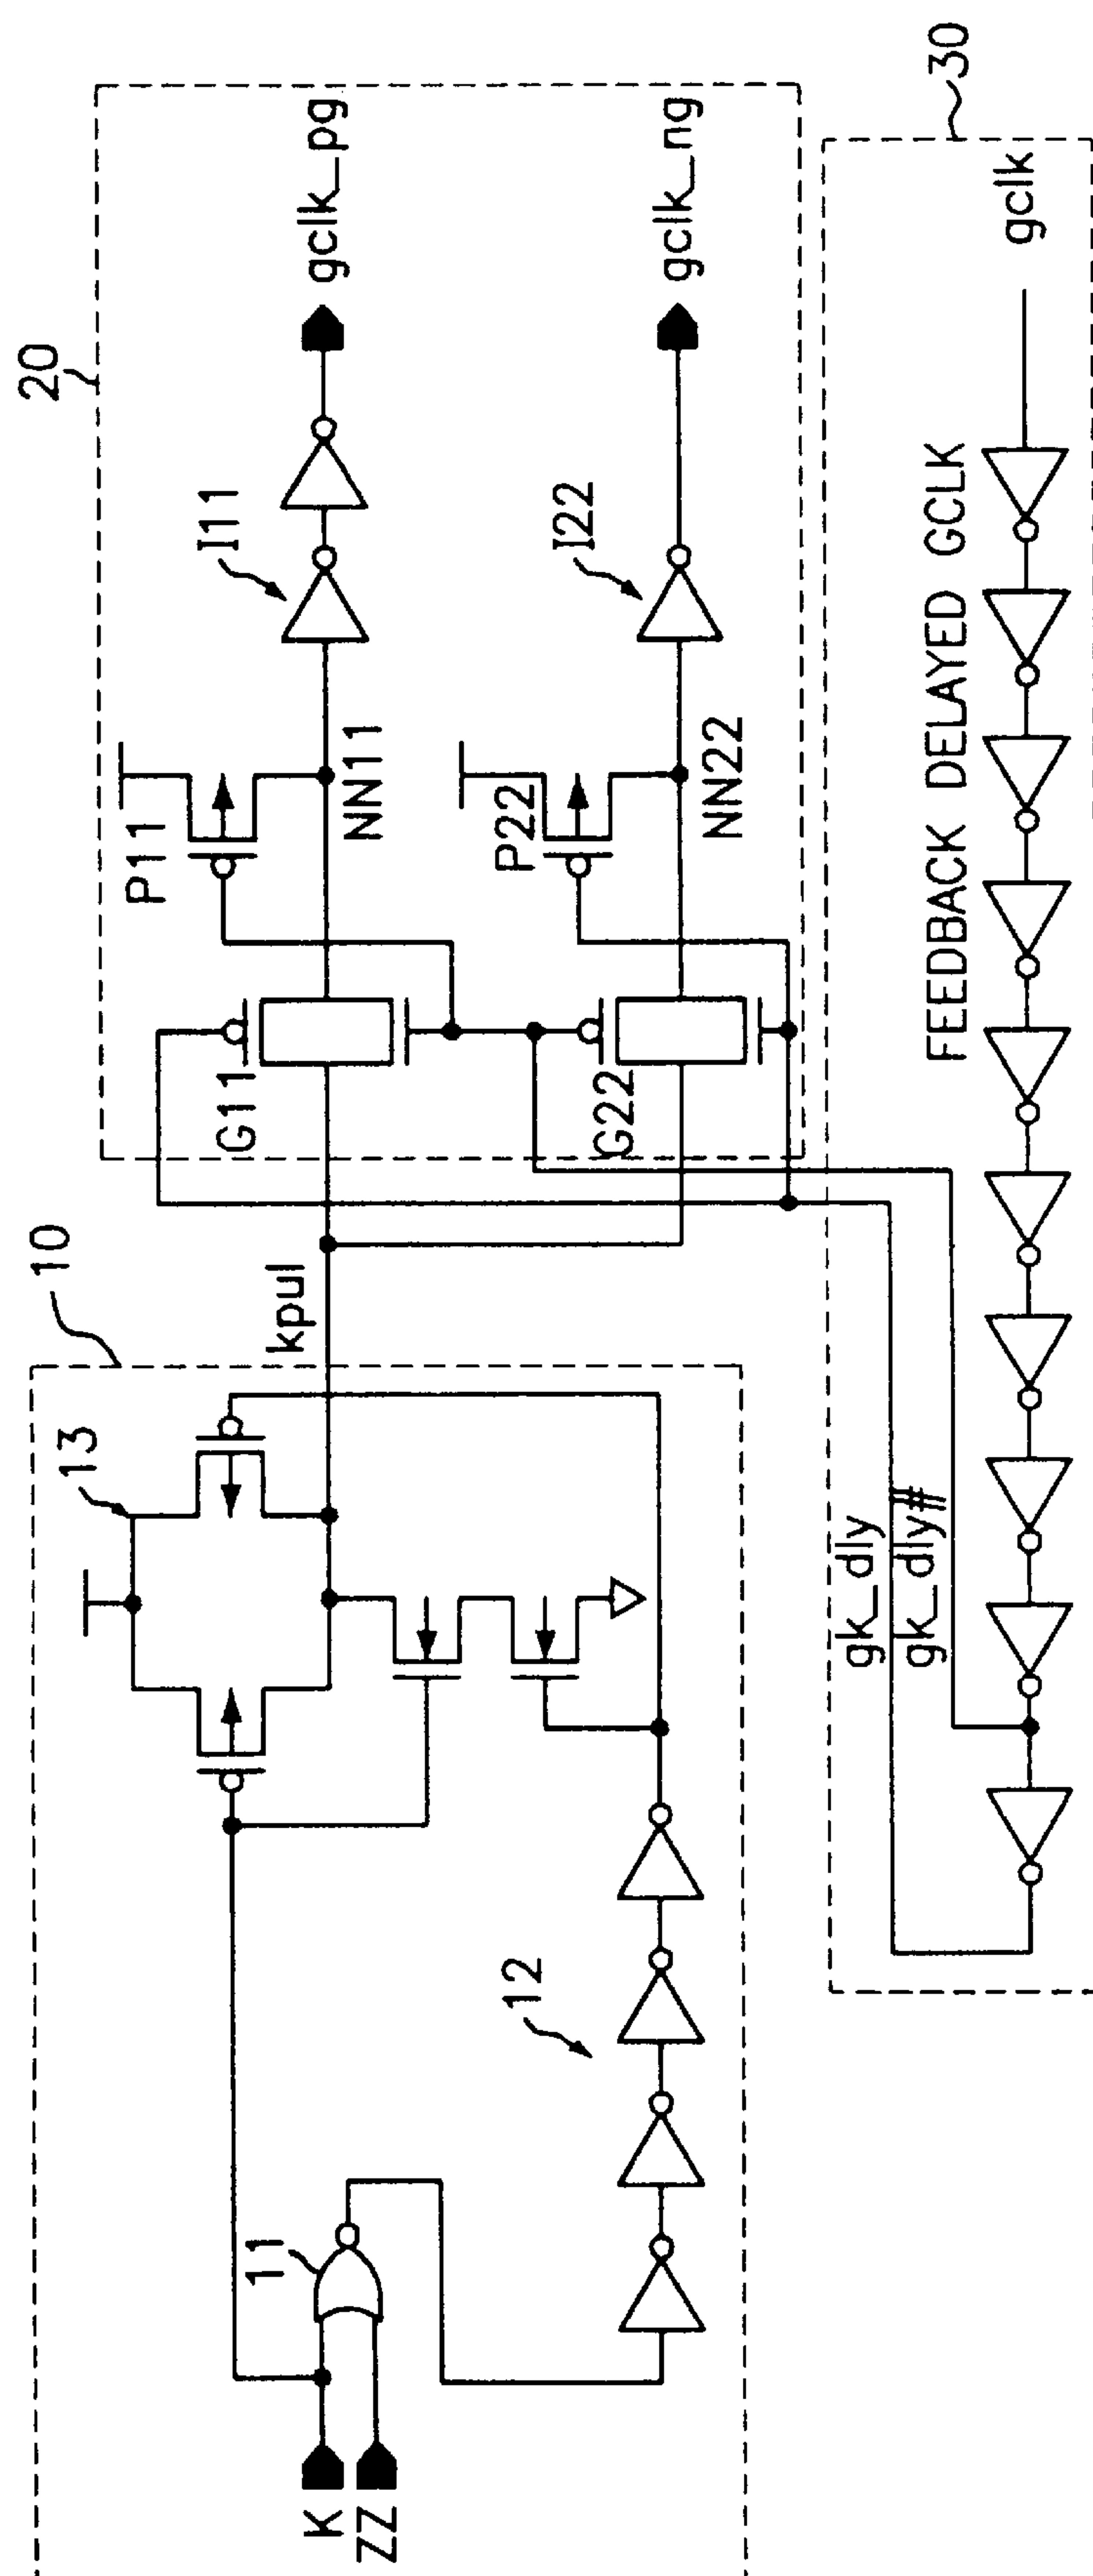 10
K
ZZ
11
12
13
kpul
20
G11
P11
NN11
I11
gclk_pg
G22
P22
NN22
I22
gclk_ng
30
gk_dly
gk_dly#
FEEDBACK DELAYED GCLK
gclk